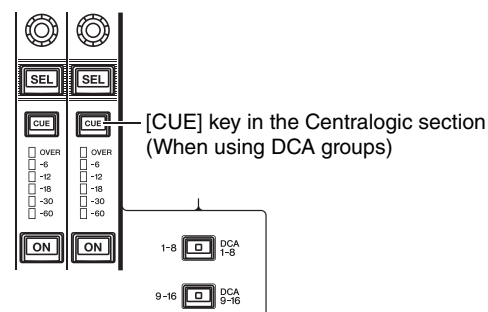 SEL SEL
CUE CUE
[CUE] key in the Centralogic section
(When using DCA groups)
OVER OVER
-6 -6
-12 -12
-18 -18
-30 -30
-60 -60
ON ON
1-8 DCA 1-8
9-16 DCA 9-16